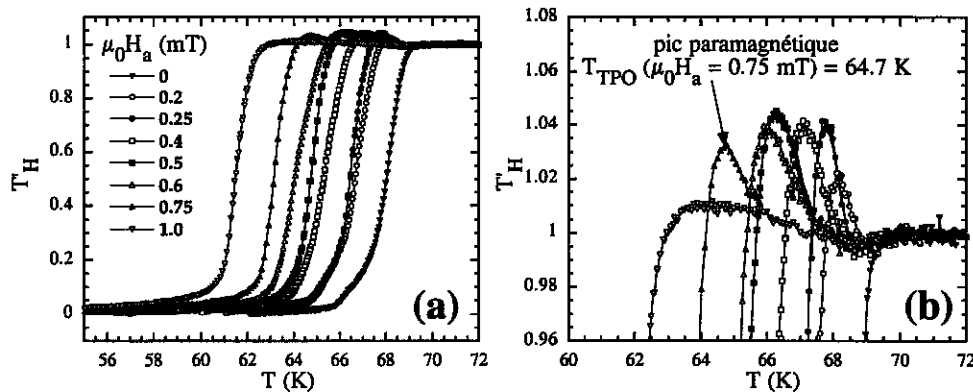 μ₀Hₐ (mT)
0
0.2
0.25
0.4
0.5
0.6
0.75
1.0
1
0.8
0.6
0.4
0.2
0
T'H
56 58 60 62 64 66 68 70 72
T (K)
(a)
pic paramagnétique
T_TPO (μ₀Hₐ = 0.75 mT) = 64.7 K
1.08
1.06
1.04
1.02
1
0.98
0.96
T'H
60 62 64 66 68 70 72
T (K)
(b)